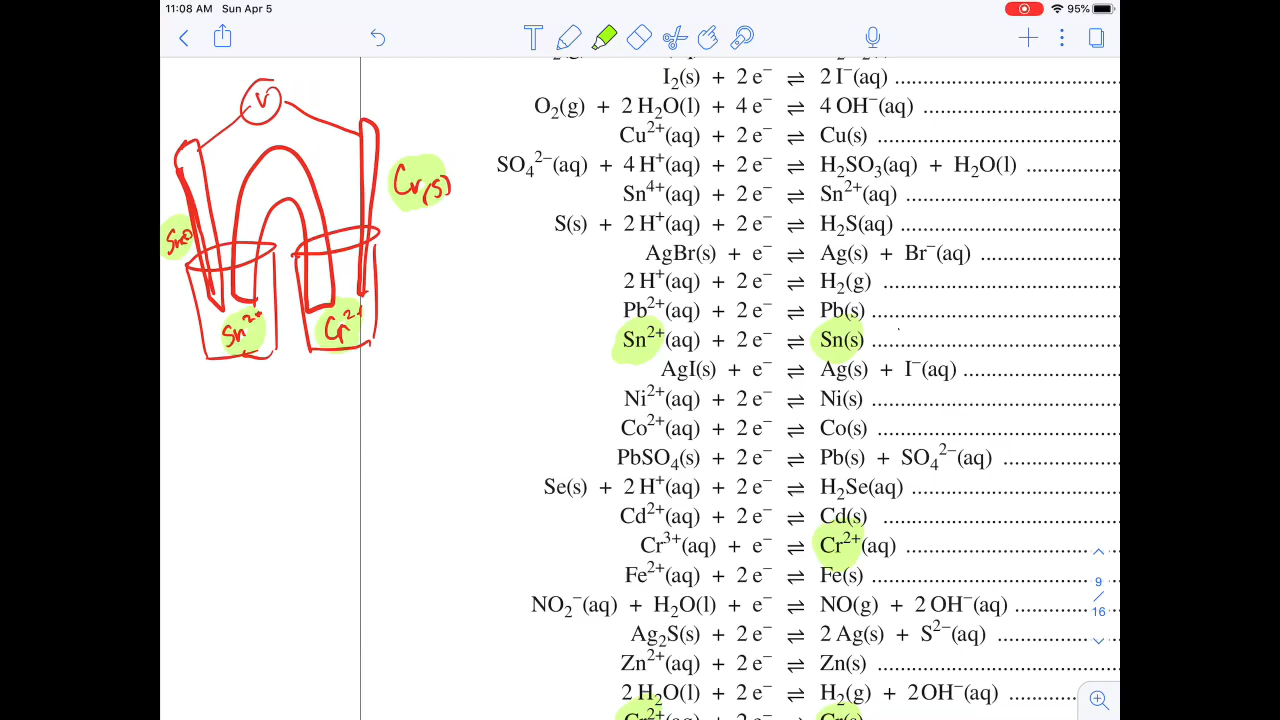 11:08 AM Sun Apr 5
95%
I₂(s) + 2 e⁻ ⇌ 2 I⁻(aq)
O₂(g) + 2 H₂O(l) + 4 e⁻ ⇌ 4 OH⁻(aq)
Cu²⁺(aq) + 2 e⁻ ⇌ Cu(s)
SO₄²⁻(aq) + 4 H⁺(aq) + 2 e⁻ ⇌ H₂SO₃(aq) + H₂O(l)
Sn⁴⁺(aq) + 2 e⁻ ⇌ Sn²⁺(aq)
S(s) + 2 H⁺(aq) + 2 e⁻ ⇌ H₂S(aq)
AgBr(s) + e⁻ ⇌ Ag(s) + Br⁻(aq)
2 H⁺(aq) + 2 e⁻ ⇌ H₂(g)
Pb²⁺(aq) + 2 e⁻ ⇌ Pb(s)
Sn²⁺(aq) + 2 e⁻ ⇌ Sn(s)
AgI(s) + e⁻ ⇌ Ag(s) + I⁻(aq)
Ni²⁺(aq) + 2 e⁻ ⇌ Ni(s)
Co²⁺(aq) + 2 e⁻ ⇌ Co(s)
PbSO₄(s) + 2 e⁻ ⇌ Pb(s) + SO₄²⁻(aq)
Se(s) + 2 H⁺(aq) + 2 e⁻ ⇌ H₂Se(aq)
Cd²⁺(aq) + 2 e⁻ ⇌ Cd(s)
Cr³⁺(aq) + e⁻ ⇌ Cr²⁺(aq)
Fe²⁺(aq) + 2 e⁻ ⇌ Fe(s)
NO₂⁻(aq) + H₂O(l) + e⁻ ⇌ NO(g) + 2 OH⁻(aq)
Ag₂S(s) + 2 e⁻ ⇌ 2 Ag(s) + S²⁻(aq)
Zn²⁺(aq) + 2 e⁻ ⇌ Zn(s)
2 H₂O(l) + 2 e⁻ ⇌ H₂(g) + 2 OH⁻(aq)
Cr²⁺(aq) + 2 e⁻ ⇌ Cr(s)
V
Cr(s)
Sn²⁺
Cr²⁺
9
/
16
T